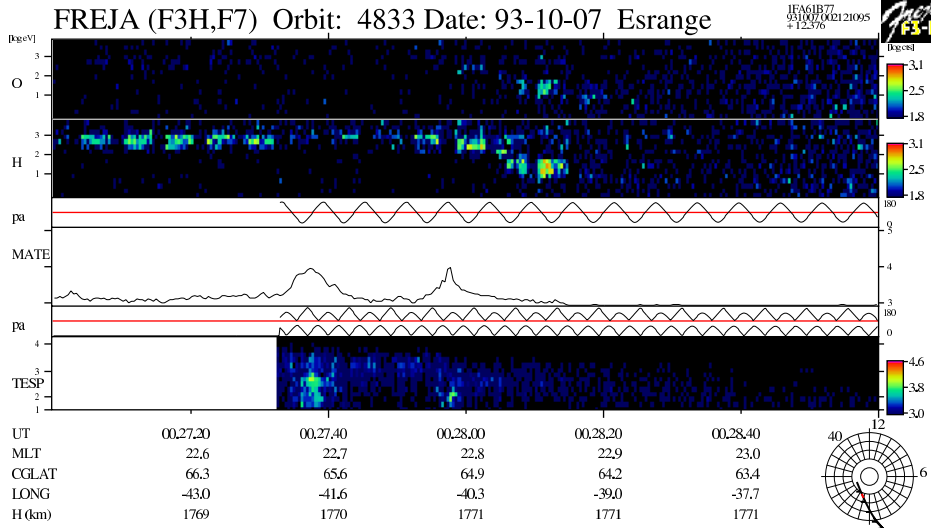 FREJA (F3H,F7) Orbit: 4833 Date: 93-10-07 Esrange
1FA61B77
931007 002121095
+12.376
Freja
F3-H
[logeV]
[logcts]
O
3
2
1
3.1
2.5
1.8
H
3
2
1
3.1
2.5
1.8
pa
180
0
MATE
5
4
3
pa
180
0
TESP
4
3
2
1
4.6
3.8
3.0
UT 00.27.20 00.27.40 00.28.00 00.28.20 00.28.40
MLT 22.6 22.7 22.8 22.9 23.0
CGLAT 66.3 65.6 64.9 64.2 63.4
LONG -43.0 -41.6 -40.3 -39.0 -37.7
H (km) 1769 1770 1771 1771 1771
12
40
6